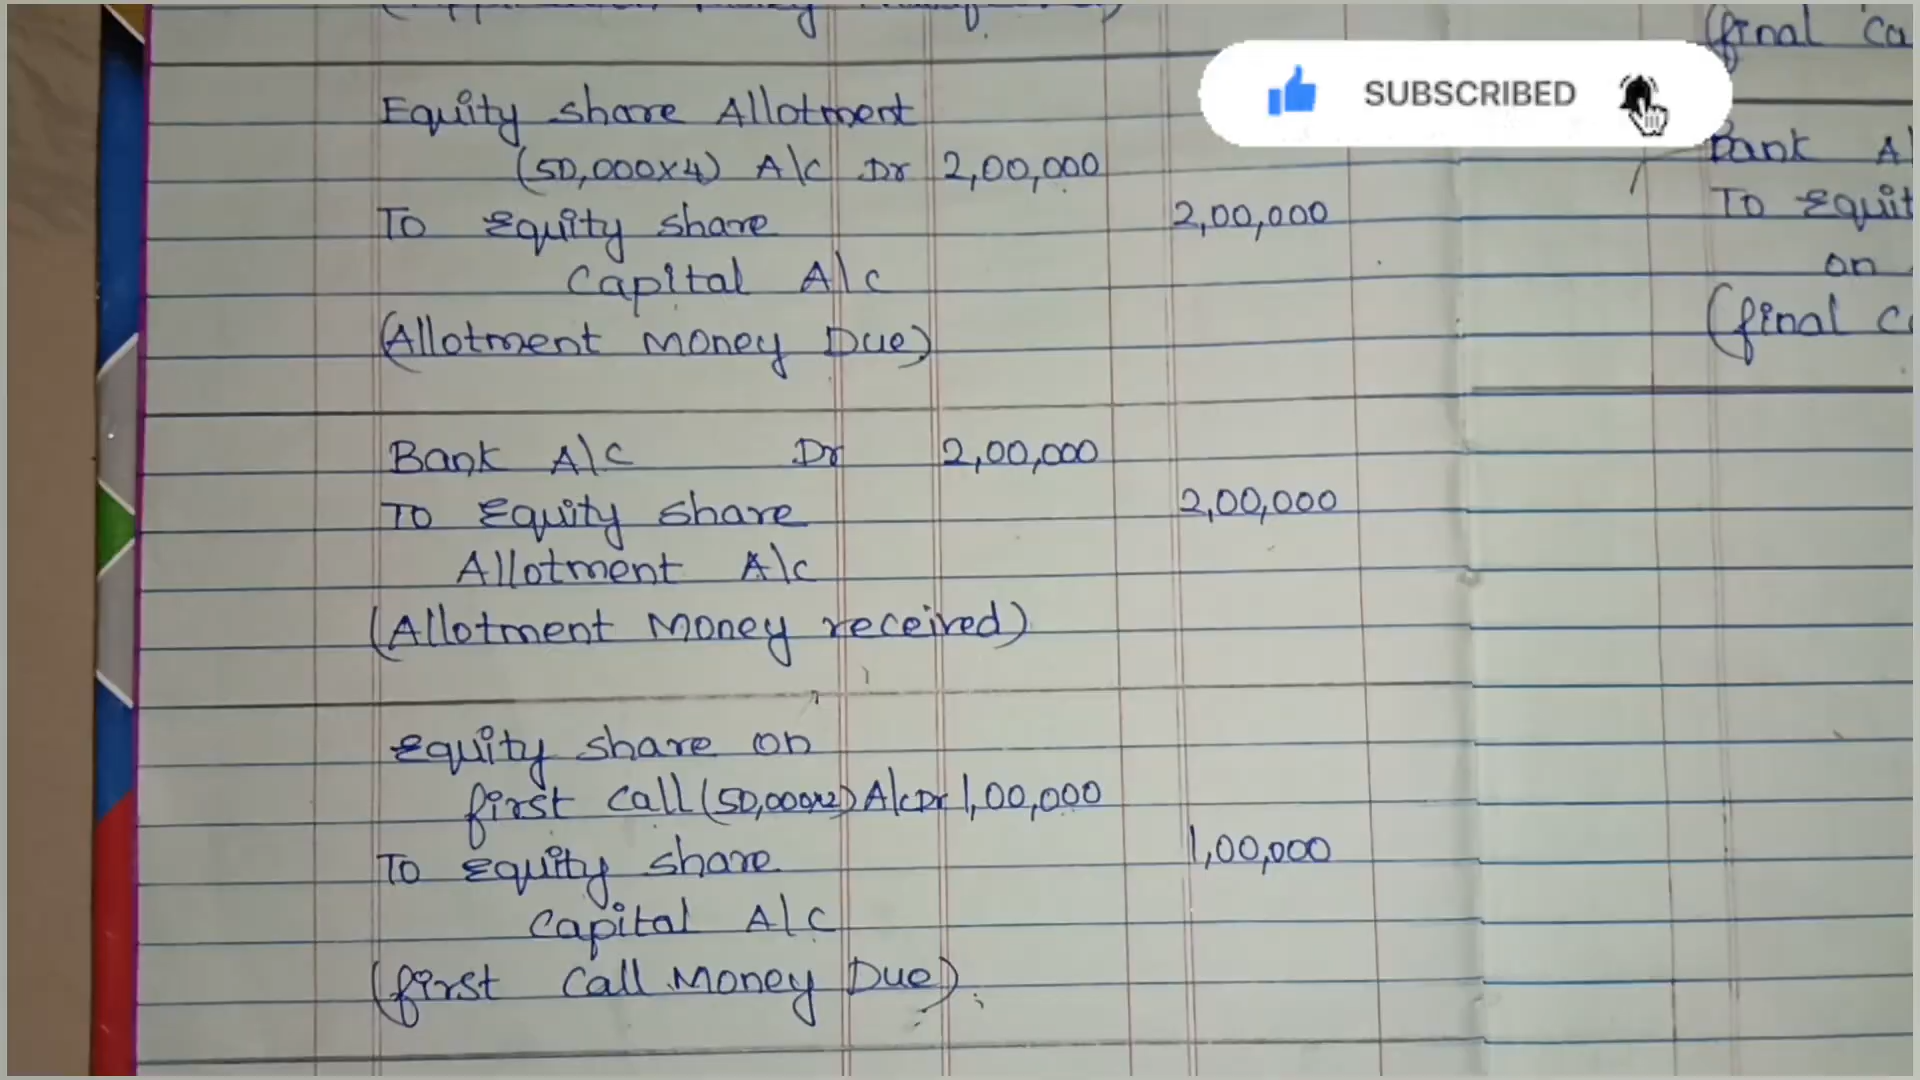 Equity share Allotment
(50,000x4) A/c Dr 2,00,000
To Equity share 2,00,000
Capital A/c
(Allotment Money Due)
Bank A/c Dr 2,00,000
To Equity share 2,00,000
Allotment A/c
(Allotment Money received)
Equity share on
first call (50,000x2) A/c Dr 1,00,000
To Equity share 1,00,000
Capital A/c
(first Call Money Due)
SUBSCRIBED
(final Ca
Bank A/
To Equit
on
(final C